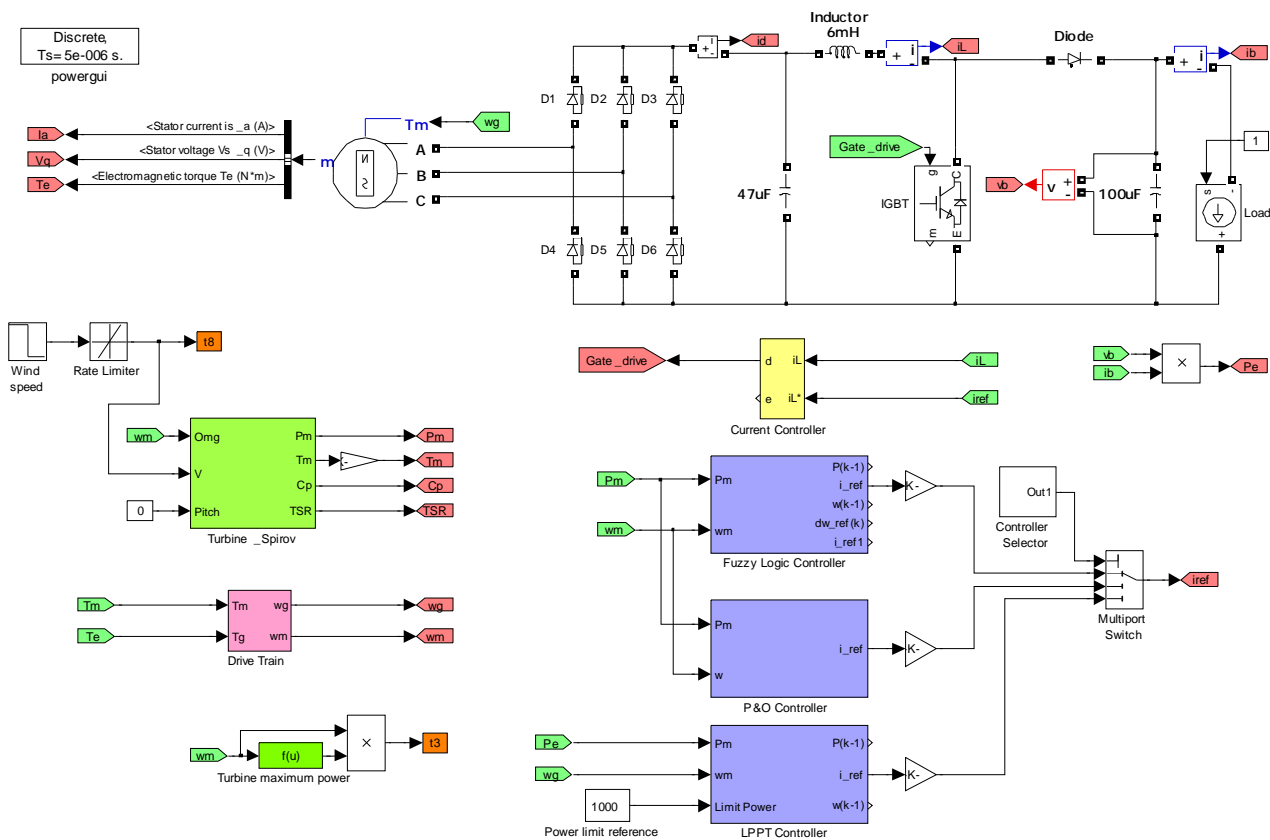 Discrete,
Ts= 5e-006 s.
powergui
<Stator current is _a (A)>
<Stator voltage Vs _q (V)>
<Electromagnetic torque Te (N*m)>
Ia
Vq
Te
m
Tm
wg
N
S
A
B
C
D1
D2
D3
D4
D5
D6
+
-
i
id
47uF
Inductor
6mH
+
-
i
iL
Diode
+
-
i
ib
Gate _drive
g
C
m
E
IGBT
vb
v
+
-
100uF
1
s
-
+
Load
Wind
speed
Rate Limiter
t8
wm
0
Omg
V
Pitch
Pm
Tm
Cp
TSR
-
Pm
Tm
Cp
TSR
Turbine _Spirov
Gate _drive
d
e
iL
iL*
iL
iref
Current Controller
vb
ib
×
Pe
Pm
wm
Pm
wm
P(k-1)
i_ref
w(k-1)
dw_ref(k)
i_ref1
K-
Fuzzy Logic Controller
Out1
Controller
Selector
Multiport
Switch
iref
Tm
Te
Tm
Tg
wg
wm
wg
wm
Drive Train
Pm
w
i_ref
K-
P&O Controller
wm
f(u)
×
t3
Turbine maximum power
Pe
wg
1000
Power limit reference
Pm
wm
Limit Power
P(k-1)
i_ref
w(k-1)
K-
LPPT Controller